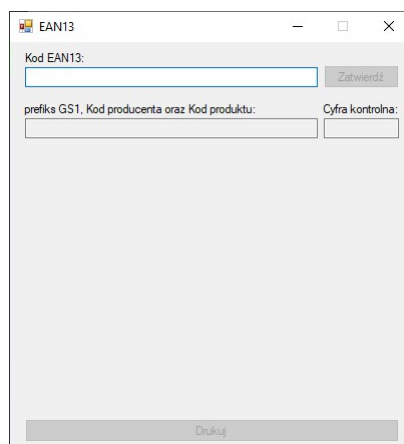 EAN13
Kod EAN13:
Zatwierdź
prefiks GS1, Kod producenta oraz Kod produktu:
Cyfra kontrolna:
Drukuj